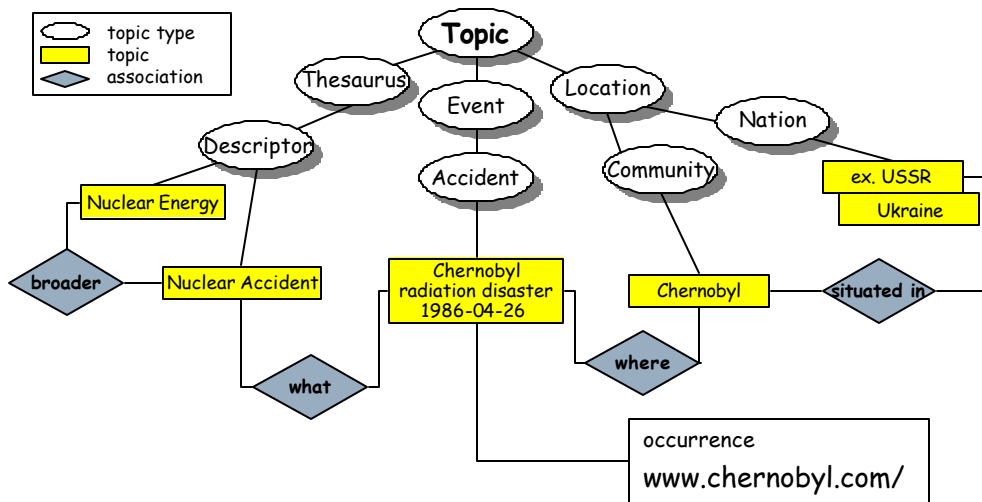 topic type
topic
association
Topic
Thesaurus
Event
Location
Nation
Descriptor
Accident
Community
ex. USSR
Ukraine
Nuclear Energy
broader
Nuclear Accident
Chernobyl
radiation disaster
1986-04-26
Chernobyl
situated in
what
where
occurrence
www.chernobyl.com/